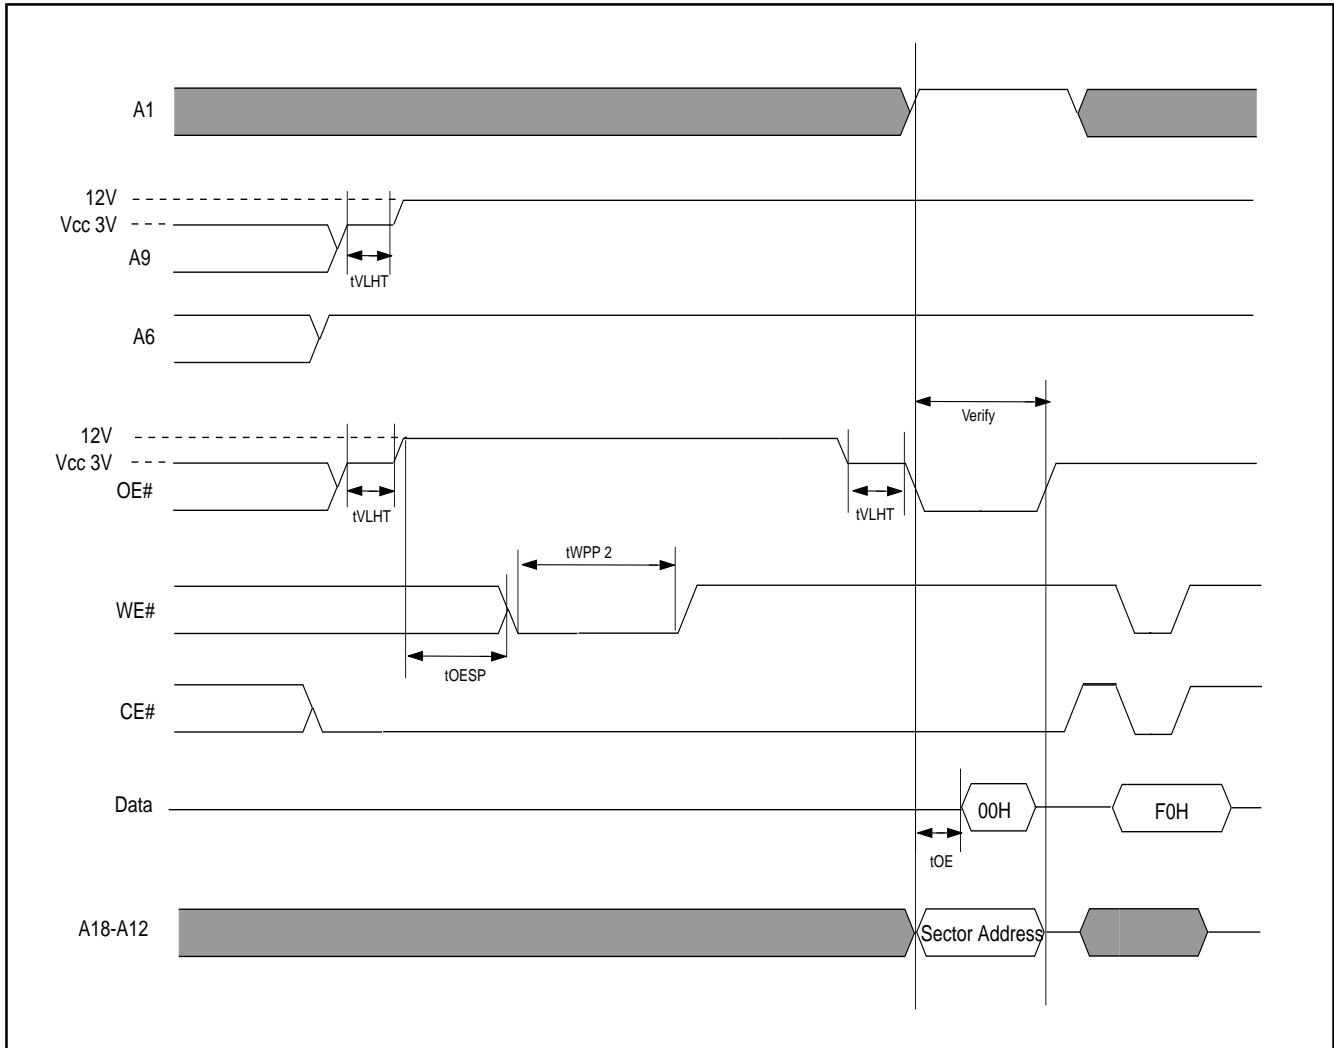 A1
12V
Vcc 3V
A9
tVLHT
A6
Verify
12V
Vcc 3V
OE#
tVLHT
tVLHT
tWPP 2
WE#
tOESP
CE#
Data
00H
F0H
tOE
A18-A12
Sector Address